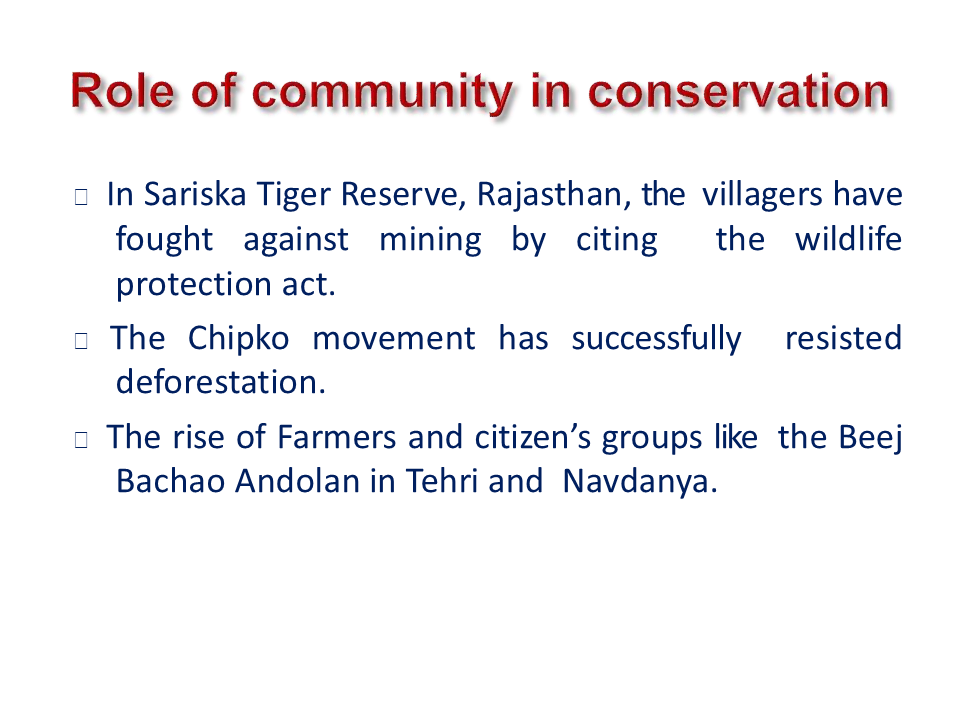 Role of community in conservation
□ In Sariska Tiger Reserve, Rajasthan, the villagers have
fought against mining by citing the wildlife
protection act.
□ The Chipko movement has successfully resisted
deforestation.
□ The rise of Farmers and citizen’s groups like the Beej
Bachao Andolan in Tehri and Navdanya.